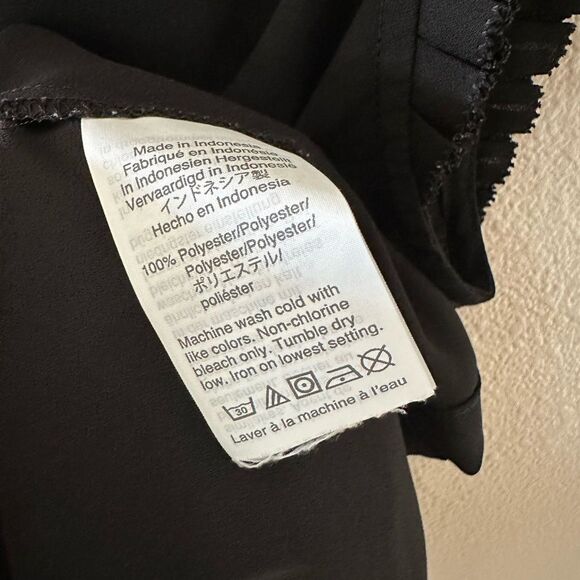 Made in Indonesia
Fabriqué en Indonésie
In Indonesien Hergestellt
Vervaardigd in Indonesia
インドネシア製
Hecho en Indonesia
100% Polyester/Polyester/
Polyester/Polyester/
ポリエステル/
poliéster
Machine wash cold with
like colors. Non-chlorine
bleach only. Tumble dry
low. Iron on lowest setting.
30
Laver à la machine à l'eau